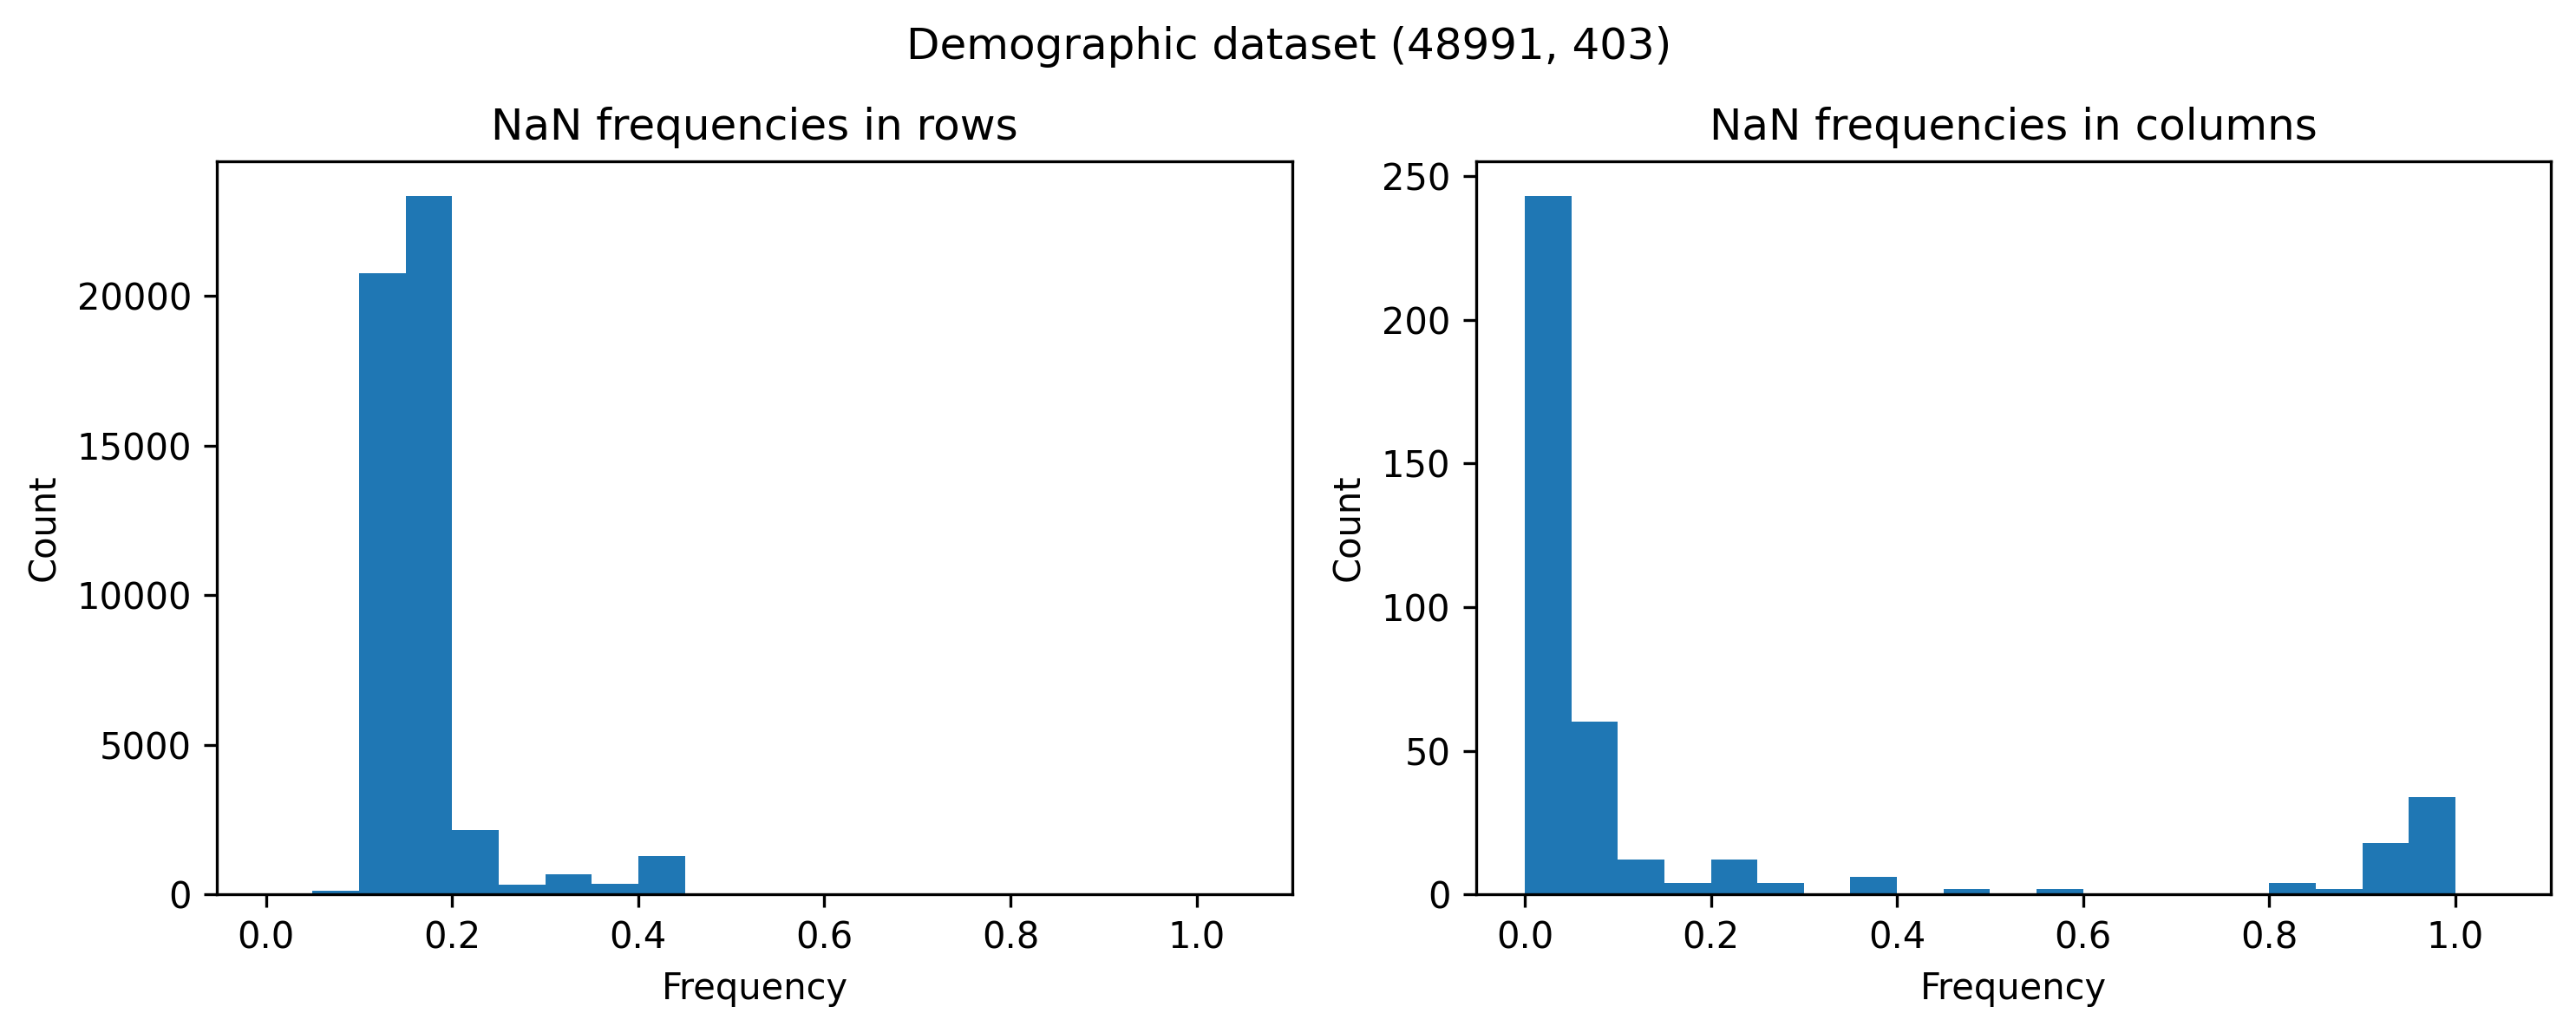 Demographic dataset (48991, 403)
NaN frequencies in rows
Count
20000
15000
10000
5000
0
0.0 0.2 0.4 0.6 0.8 1.0
Frequency
NaN frequencies in columns
Count
250
200
150
100
50
0
0.0 0.2 0.4 0.6 0.8 1.0
Frequency